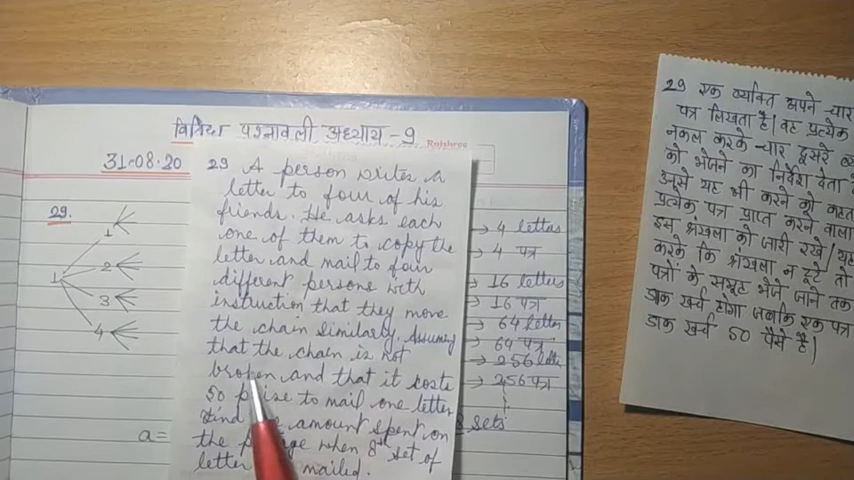 विविध प्रश्नावली अध्याय-9
31-08-20
29.
1
1
2
3
4
a=
29 A person writes a
letter to four of his
friends. He asks each
one of them to copy the
letter and mail to four
different persons with
instruction that they move
the chain similarly. Assuming
that the chain is not
broken and that it costs
50 paise to mail one letter
amount spent on
the when 8th set of
letter mailed.
→ 4 letters
→ 4 पत्र
→ 16 letters
→ 16 पत्र
→ 64 letter
→ 64 पत्र
→ 256 lette
→ 256 पत्र
8 sets
29 एक व्यक्ति अपने चार
पत्र लिखता है। वह प्रत्येक
नकल करके चार दूसरे व्य
को भेजने का निर्देश देता
उनसे यह भी करने को कहता
प्रत्येक पत्र प्राप्त करने वाला
इस श्रंखला को जारी रखे। यह
करके कि श्रंखला न टूटे तो
पत्रों के समूह भेजे जाने तक
डाक खर्च होगा जबकि एक पत्र
डाक खर्च 50 पैसे है।